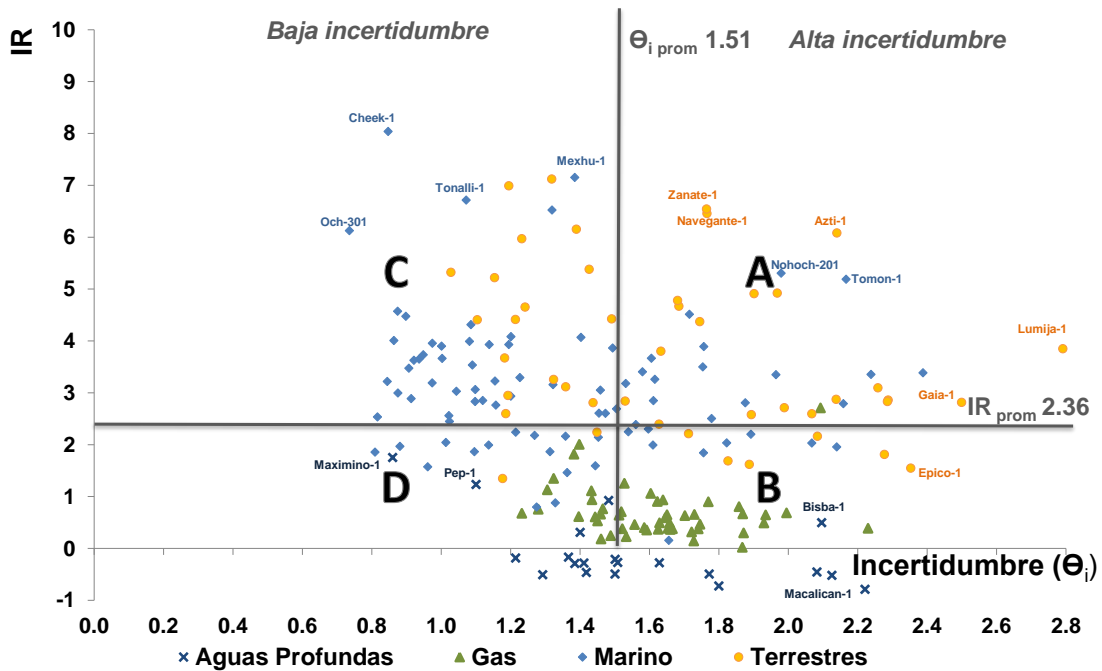 10
9
8
7
6
5
4
3
2
1
0
-1
IR
Baja incertidumbre
Alta incertidumbre
Ɵi prom 1.51
Cheek-1
Mexhu-1
Tonalli-1
Och-301
Zanate-1
Navegante-1
Azti-1
C
A
Nohoch-201
Tomon-1
Lumija-1
Gaia-1
IR prom 2.36
Maximino-1
Pep-1
Epico-1
D
B
Bisba-1
Incertidumbre (Ɵi)
Macalican-1
0.0 0.2 0.4 0.6 0.8 1.0 1.2 1.4 1.6 1.8 2.0 2.2 2.4 2.6 2.8
Aguas Profundas Gas Marino Terrestres